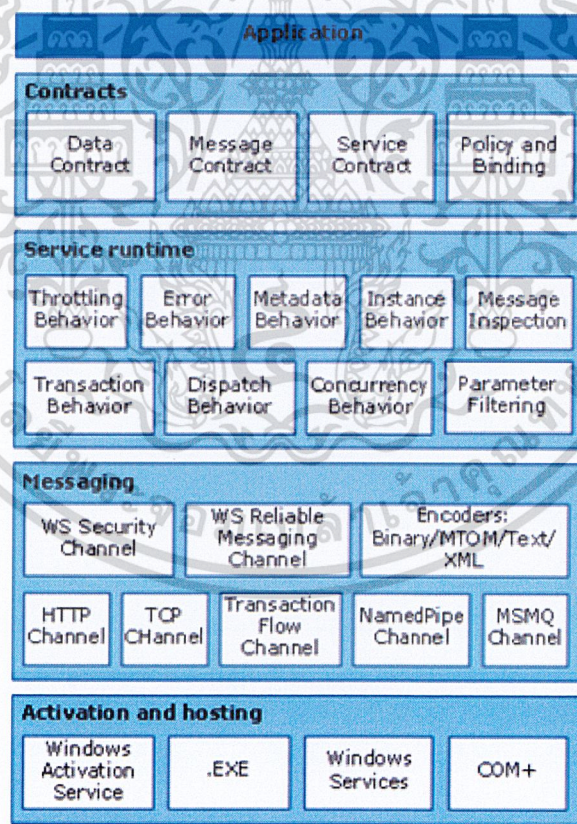 Application
Contracts
Data
Contract
Message
Contract
Service
Contract
Policy and
Binding
Service runtime
Throttling
Behavior
Error
Behavior
Metadata
Behavior
Instance
Behavior
Message
Inspection
Transaction
Behavior
Dispatch
Behavior
Concurrency
Behavior
Parameter
Filtering
Messaging
WS Security
Channel
WS Reliable
Messaging
Channel
Encoders:
Binary/MTOM/Text/
XML
HTTP
Channel
TCP
CHannel
Transaction
Flow
Channel
NamedPipe
Channel
MSMQ
Channel
Activation and hosting
Windows
Activation
Service
.EXE
Windows
Services
COM+